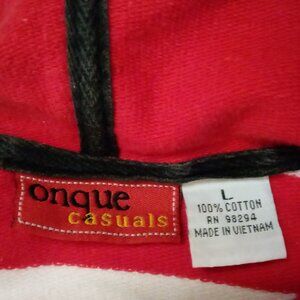 onque
casuals
L
100% COTTON
RN 98294
MADE IN VIETNAM